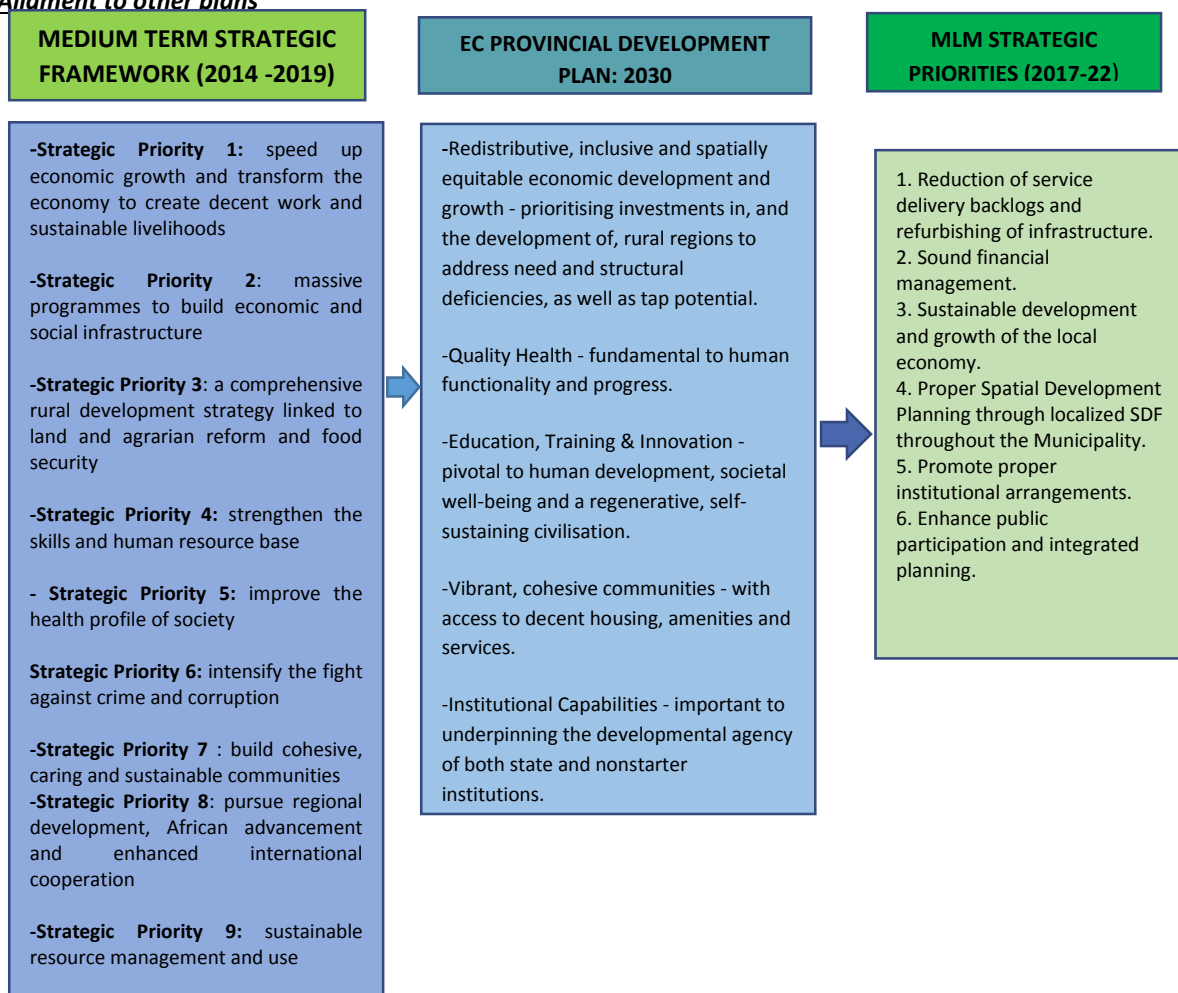 Aligment to other plans
MEDIUM TERM STRATEGIC
FRAMEWORK (2014 -2019)
-Strategic Priority 1: speed up
economic growth and transform the
economy to create decent work and
sustainable livelihoods
-Strategic Priority 2: massive
programmes to build economic and
social infrastructure
-Strategic Priority 3: a comprehensive
rural development strategy linked to
land and agrarian reform and food
security
-Strategic Priority 4: strengthen the
skills and human resource base
- Strategic Priority 5: improve the
health profile of society
Strategic Priority 6: intensify the fight
against crime and corruption
-Strategic Priority 7 : build cohesive,
caring and sustainable communities
-Strategic Priority 8: pursue regional
development, African advancement
and enhanced international
cooperation
-Strategic Priority 9: sustainable
resource management and use
EC PROVINCIAL DEVELOPMENT
PLAN: 2030
-Redistributive, inclusive and spatially
equitable economic development and
growth - prioritising investments in, and
the development of, rural regions to
address need and structural
deficiencies, as well as tap potential.
-Quality Health - fundamental to human
functionality and progress.
-Education, Training & Innovation -
pivotal to human development, societal
well-being and a regenerative, self-
sustaining civilisation.
-Vibrant, cohesive communities - with
access to decent housing, amenities and
services.
-Institutional Capabilities - important to
underpinning the developmental agency
of both state and nonstarter
institutions.
MLM STRATEGIC
PRIORITIES (2017-22)
1. Reduction of service
delivery backlogs and
refurbishing of infrastructure.
2. Sound financial
management.
3. Sustainable development
and growth of the local
economy.
4. Proper Spatial Development
Planning through localized SDF
throughout the Municipality.
5. Promote proper
institutional arrangements.
6. Enhance public
participation and integrated
planning.